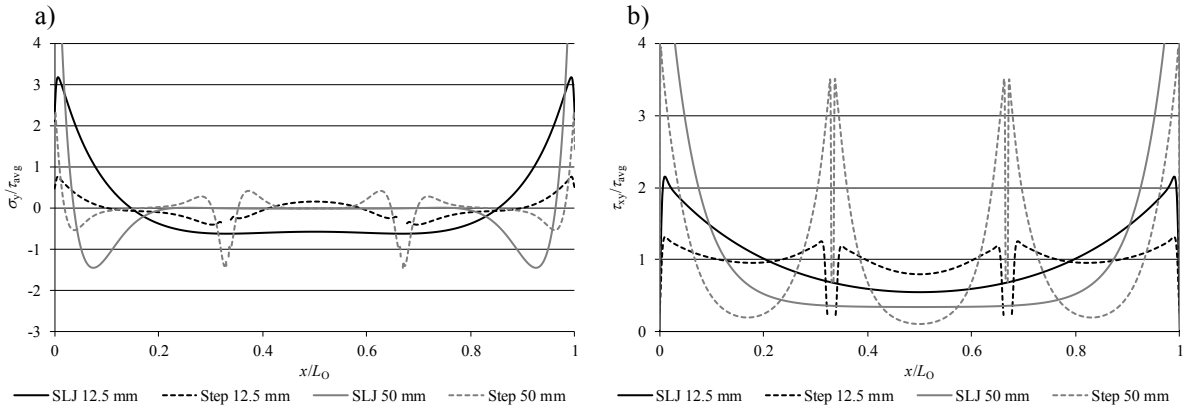 a)
4
3
2
1
0
-1
-2
-3
σy/τavg
0 0.2 0.4 0.6 0.8 1
x/LO
SLJ 12.5 mm Step 12.5 mm SLJ 50 mm Step 50 mm
b)
4
3
2
1
0
τxy/τavg
0 0.2 0.4 0.6 0.8 1
x/LO
SLJ 12.5 mm Step 12.5 mm SLJ 50 mm Step 50 mm